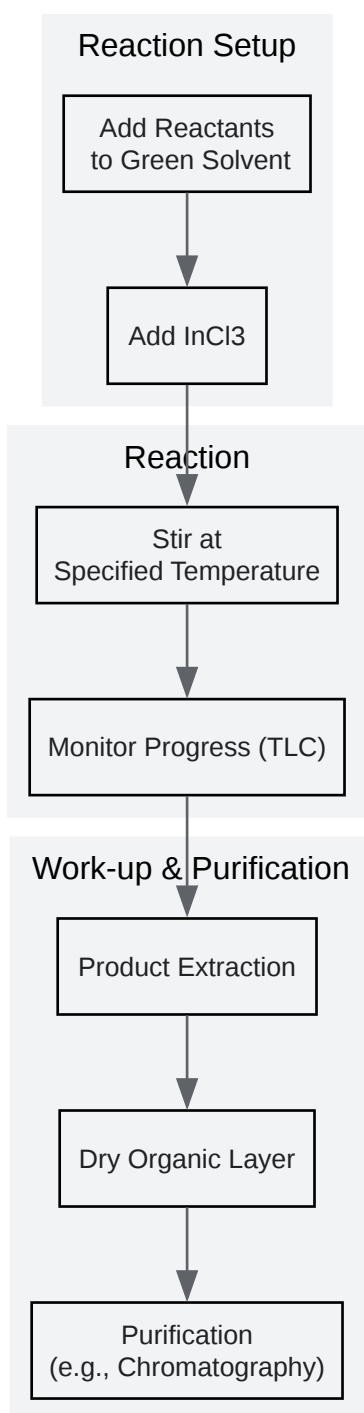 Reaction Setup
Add Reactants
to Green Solvent
Add InCl3
Reaction
Stir at
Specified Temperature
Monitor Progress (TLC)
Work-up & Purification
Product Extraction
Dry Organic Layer
Purification
(e.g., Chromatography)